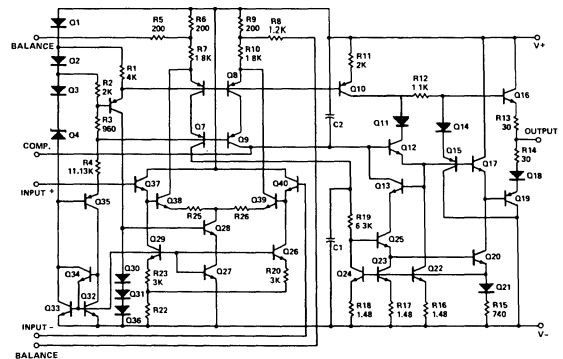 Q1
BALANCE
R5
200
R6
200
R9
200
R8
1.2K
V+
R7
1.8K
R10
1.8K
R11
2K
Q2
R1
4K
R2
2K
Q3
Q8
Q10
R12
1 1K
Q16
R3
960
C2
Q11
Q14
R13
30
OUTPUT
Q4
Q7
Q9
Q12
Q15
Q17
R14
30
COMP.
R4
11.13K
Q18
INPUT +
Q37
Q38
Q39
Q40
Q13
Q19
Q35
R25
R26
R19
6 3K
Q28
Q25
Q29
Q26
C1
Q20
Q34
Q30
R23
3K
Q27
R20
3K
Q24
Q23
Q22
Q21
Q33
Q32
Q31
Q36
R22
R18
1.48
R17
1.48
R16
1.48
R15
740
INPUT −
V−
BALANCE